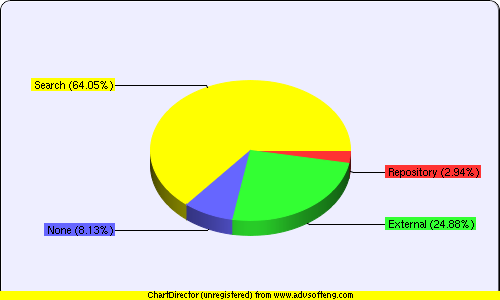 Search (64.05%)
Repository (2.94%)
External (24.88%)
None (8.13%)
ChartDirector (unregistered) from www.advsofteng.com